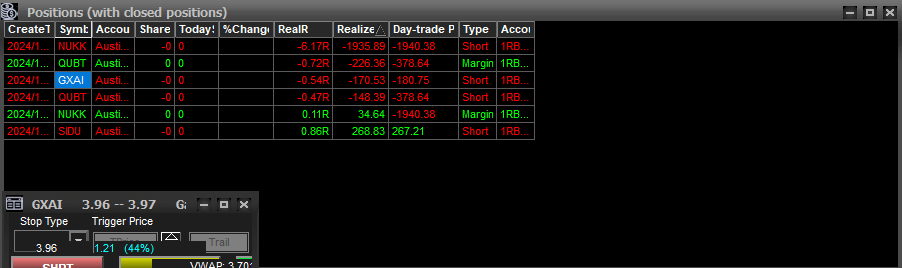 Positions (with closed positions)
CreateT Symb Accou Share TodayS %Change RealR Realize Day-trade P Type Accou
2024/1... NUKK Austi... -0 0 -6.17R -1935.89 -1940.36 Short 1RB...
2024/1... QUBT Austi... 0 0 -0.72R -226.36 -378.64 Margin 1RB...
2024/1... GXAI Austi... -0 0 -0.54R -170.53 -180.75 Short 1RB...
2024/1... QUBT Austi... -0 0 -0.47R -148.39 -378.64 Short 1RB...
2024/1... NUKK Austi... 0 0 0.11R 34.64 -1940.36 Margin 1RB...
2024/1... SIDU Austi... -0 0 0.86R 268.83 267.21 Short 1RB...
GXAI 3.96 -- 3.97
Stop Type Trigger Price
Trail
3.96 1.21 (44%)
SHRT VWAP: 3.70